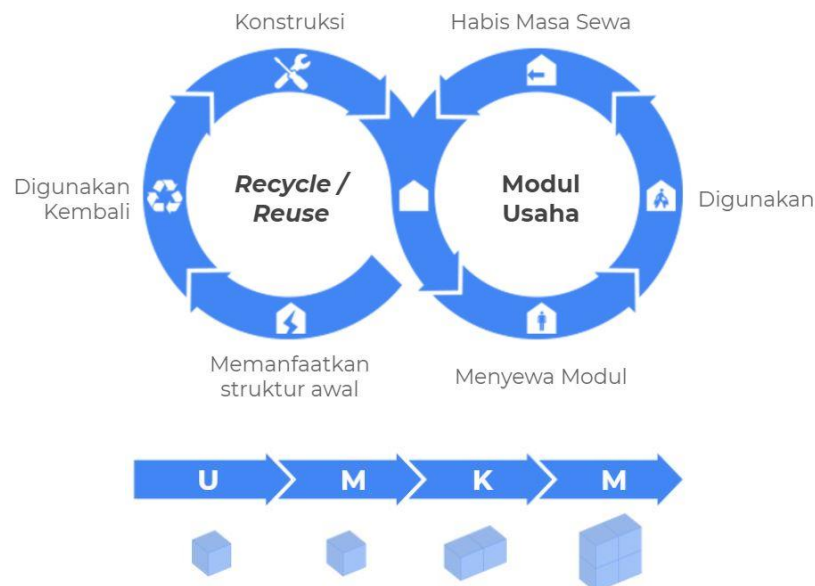 Konstruksi
Habis Masa Sewa
Digunakan
Kembali
Recycle /
Reuse
Modul
Usaha
Digunakan
Memanfaatkan
struktur awal
Menyewa Modul
U M K M